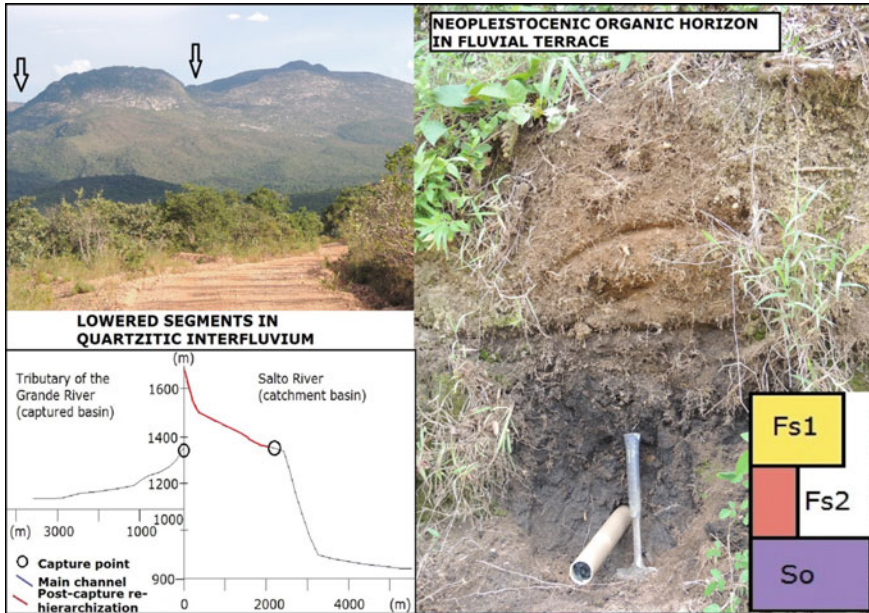 NEOPLEISTOCENIC ORGANIC HORIZON
IN FLUVIAL TERRACE
LOWERED SEGMENTS IN
QUARTZITIC INTERFLUVIUM
(m)
Tributary of the
Grande River
(captured basin)
Salto River
(catchment basin)
1600
1400
1300
1200
1000
900
(m) 3000 1000
0 2000 4000 (m)
Capture point
Main channel
Post-capture re-
hierarchization
Fs1
Fs2
So